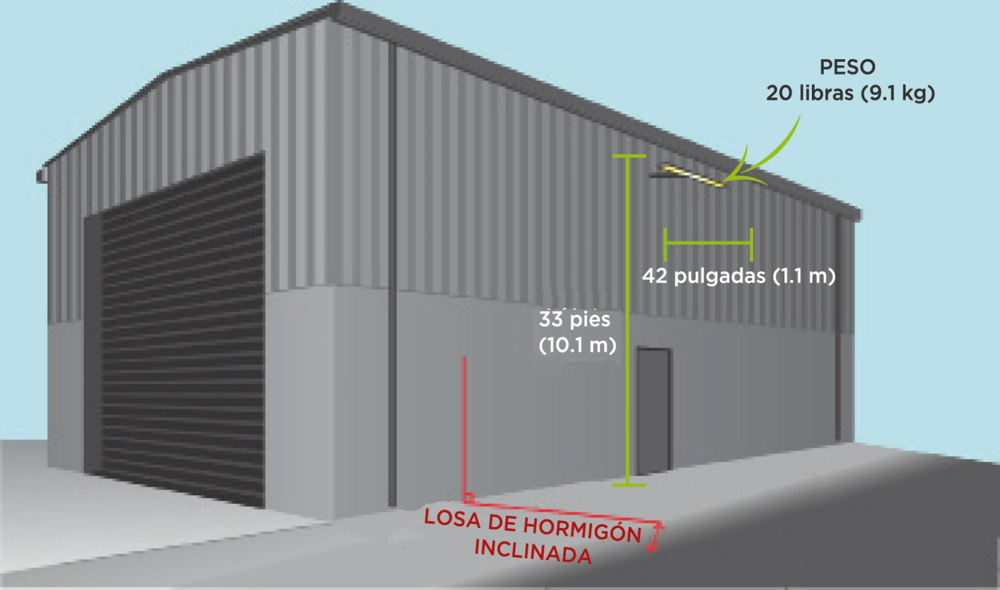 PESO
20 libras (9.1 kg)
42 pulgadas (1.1 m)
33 pies
(10.1 m)
LOSA DE HORMIGÓN
INCLINADA